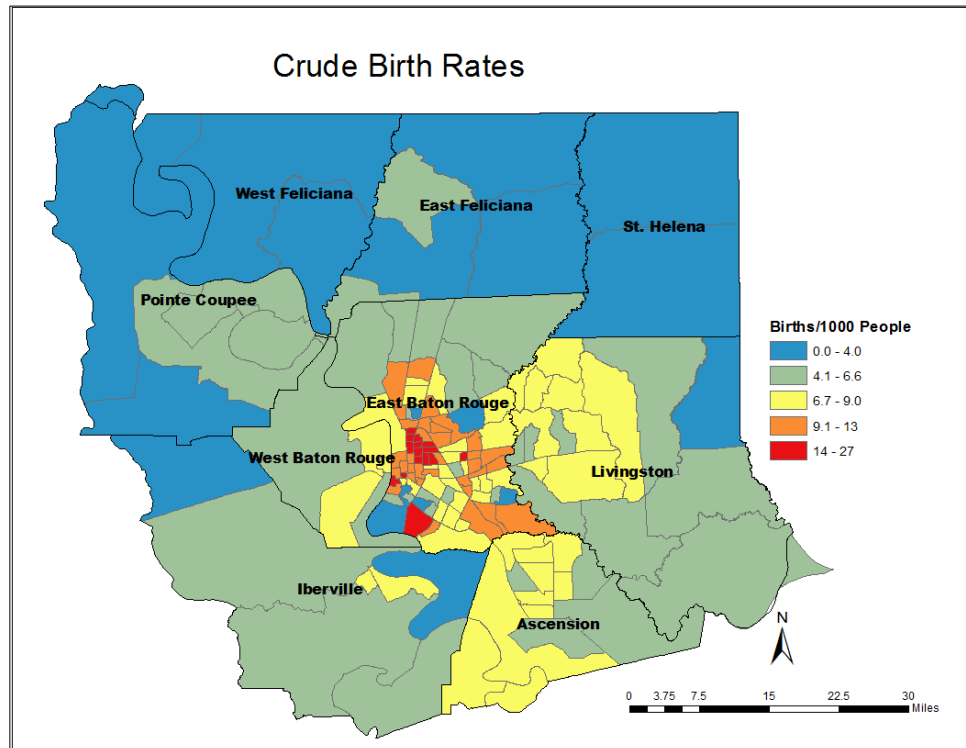 Crude Birth Rates
West Feliciana
East Feliciana
St. Helena
Pointe Coupee
Births/1000 People
0.0 - 4.0
4.1 - 6.6
6.7 - 9.0
9.1 - 13
14 - 27
East Baton Rouge
West Baton Rouge
Livingston
Iberville
Ascension
N
0 3.75 7.5 15 22.5 30
Miles